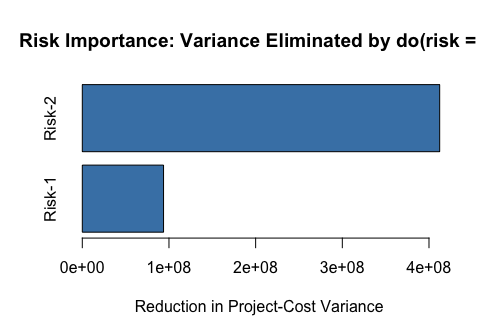 Risk Importance: Variance Eliminated by do(risk =
Risk-2
Risk-1
0e+00 1e+08 2e+08 3e+08 4e+08
Reduction in Project-Cost Variance